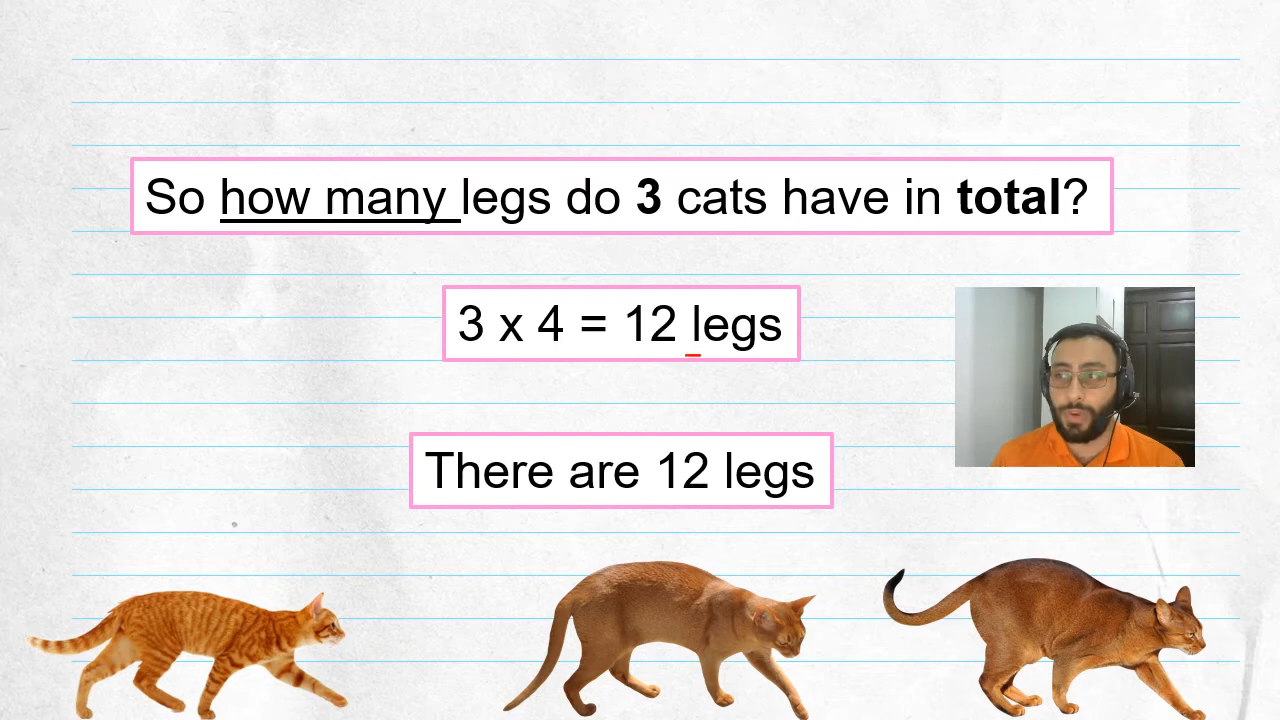 So how many legs do 3 cats have in total?
3 x 4 = 12 legs
There are 12 legs